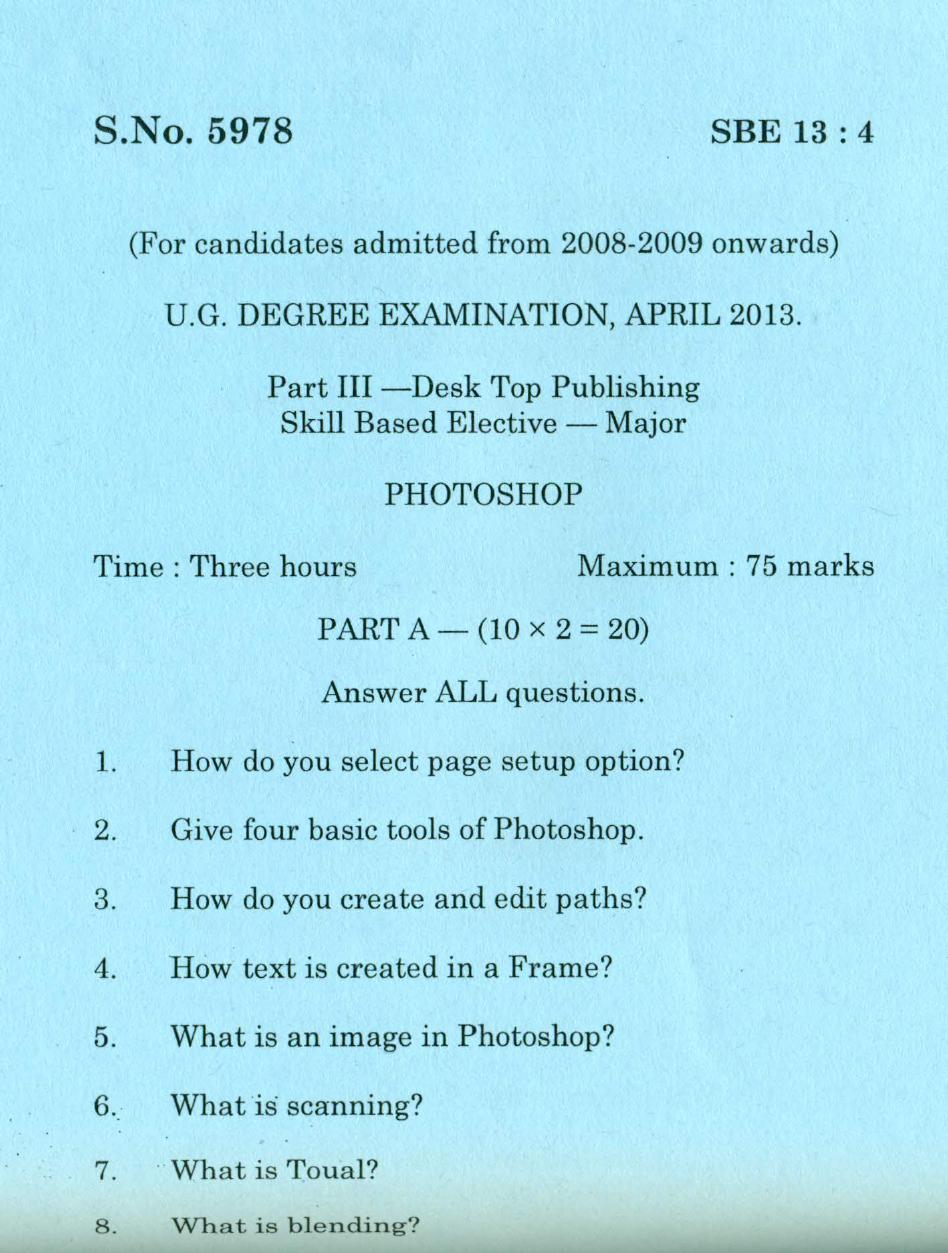 S.No. 5978 SBE 13 : 4
(For candidates admitted from 2008-2009 onwards)
U.G. DEGREE EXAMINATION, APRIL 2013.
Part III —Desk Top Publishing
Skill Based Elective — Major
PHOTOSHOP
Time : Three hours Maximum : 75 marks
PART A — (10 × 2 = 20)
Answer ALL questions.
1. How do you select page setup option?
2. Give four basic tools of Photoshop.
3. How do you create and edit paths?
4. How text is created in a Frame?
5. What is an image in Photoshop?
6. What is scanning?
7. What is Toual?
8. What is blending?